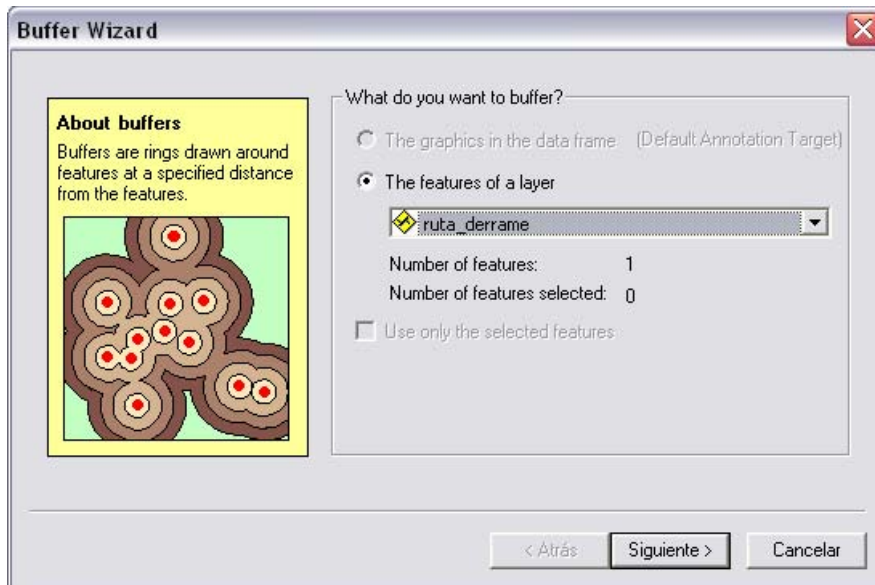 Buffer Wizard
About buffers
Buffers are rings drawn around
features at a specified distance
from the features.
What do you want to buffer?
The graphics in the data frame (Default Annotation Target)
The features of a layer
ruta_derrame
Number of features: 1
Number of features selected: 0
Use only the selected features
< Atrás
Siguiente >
Cancelar